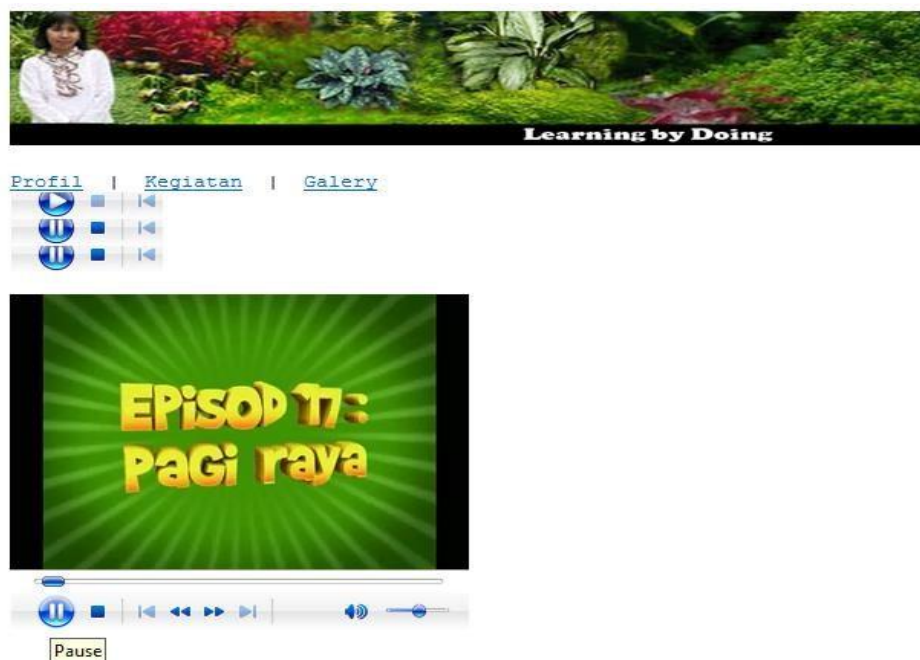 Learning by Doing
Profil | Kegiatan | Galery
EPiSOD 17:
PaGi raya
Pause